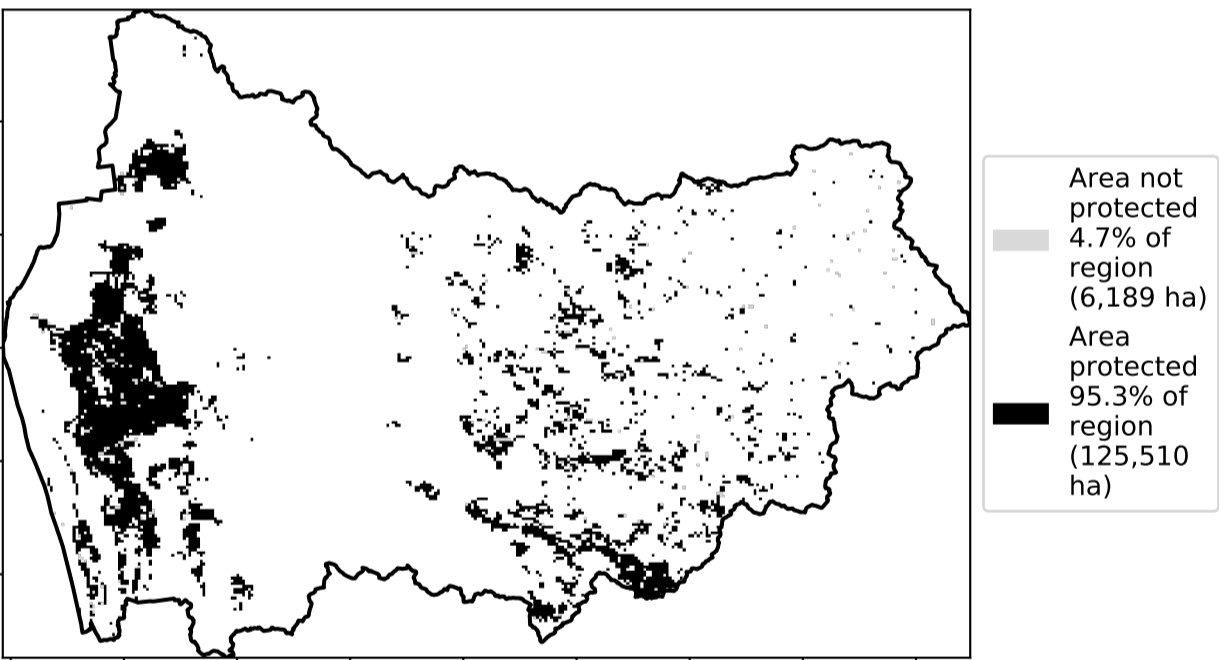 Area not
protected
4.7% of
region
(6,189 ha)
Area
protected
95.3% of
region
(125,510
ha)